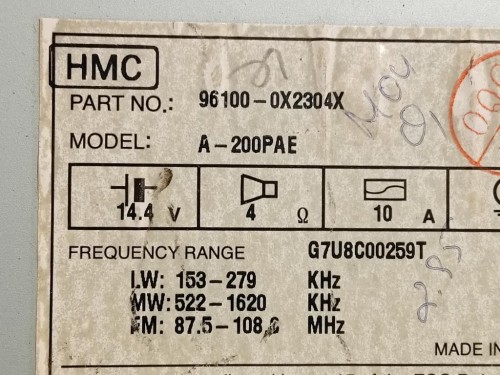 HMC
PART NO.: 96100-0X2304X
MODEL: A-200PAE
14.4 V
4 Ω
10 A
FREQUENCY RANGE G7U8C00259T
LW: 153-279 KHz
MW: 522-1620 KHz
FM: 87.5-108. MHz
MADE IN